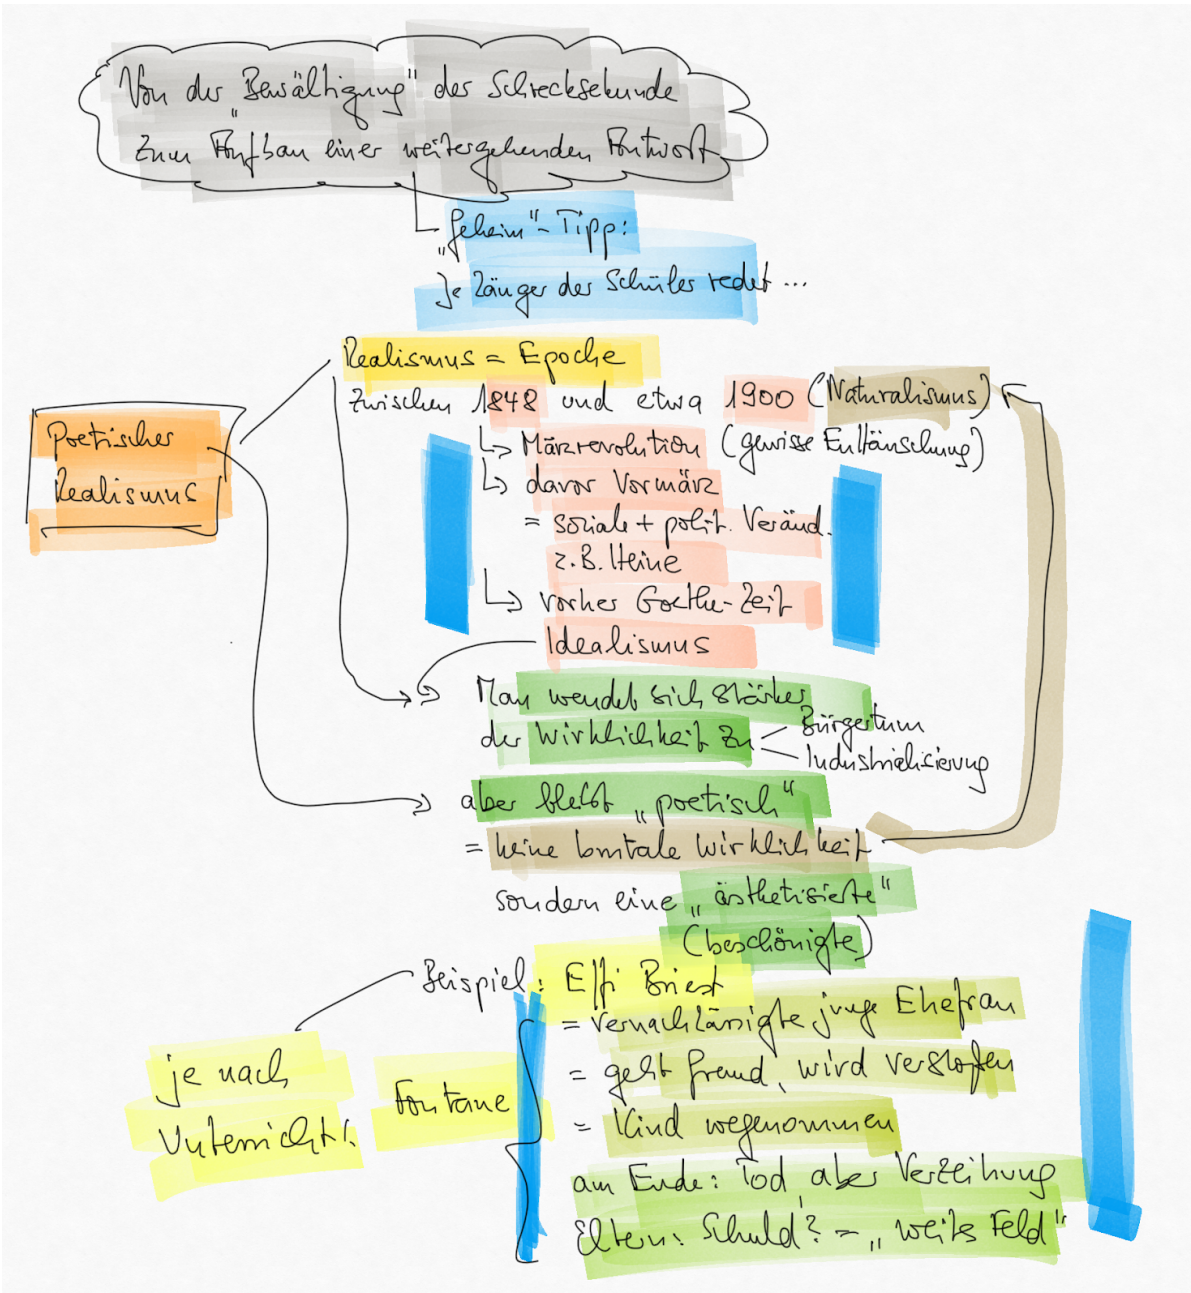 Von der „Bewältigung" der Schrecksekunde
zum Aufbau einer weitergehenden Antwort
„Geheim"-Tipp:
Je länger der Schüler redet ...
Realismus = Epoche
zwischen 1848 und etwa 1900 (Naturalismus)
Poetischer
Realismus
Märzrevolution (gewisse Enttäuschung)
davor Vormärz
= soziale + polit. Veränd.
z.B. Heine
vorher Goethe-Zeit
Idealismus
Man wendet sich stärker
der Wirklichkeit zu
Bürgertum
Industrialisierung
aber bleibt „poetisch"
= keine brutale Wirklichkeit
sondern eine „ästhetisierte"
(beschönigte)
Beispiel: Effi Briest
= vernachlässigte junge Ehefrau
= geht fremd, wird verstoßen
= Kind wegenommen
am Ende: Tod, aber Verzeihung
Eltern: Schuld? = „weites Feld"
je nach
Unterricht!
Fontane